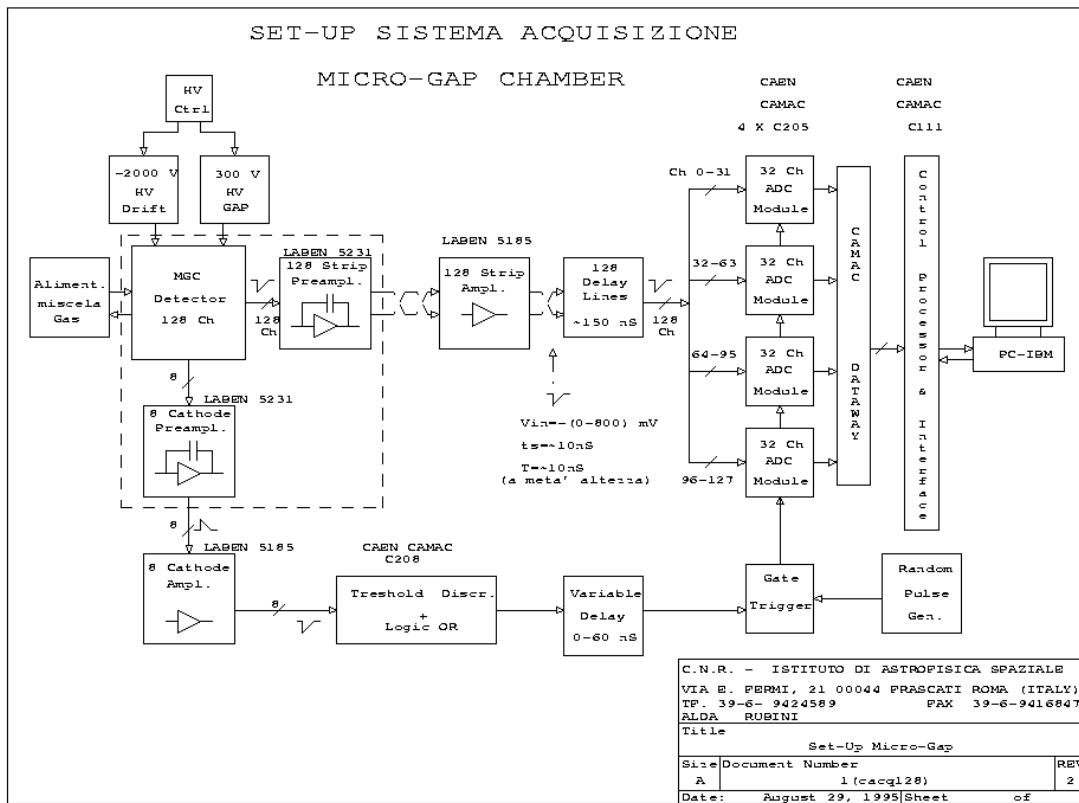 SET-UP SISTEMA ACQUISIZIONE
MICRO-GAP CHAMBER
CAEN
CAMAC
4 X C205
CAEN
CAMAC
C111
HV
Ctrl
-2000 V
HV
Drift
300 V
HV
GAP
Ch 0-31
32 Ch
ADC
Module
Aliment.
miscela
Gas
MGC
Detector
128 Ch
128
Ch
LABEN 5231
128 Strip
Preampl.
LABEN 5185
128 Strip
Ampl.
128
Delay
Lines
~150 nS
128
Ch
32-63
32 Ch
ADC
Module
64-95
32 Ch
ADC
Module
96-127
32 Ch
ADC
Module
CAMAC DATAWAY
Control Processor & Interface
PC-IBM
8
LABEN 5231
8 Cathode
Preampl.
Vin=-(0-800) mV
ts=~10nS
T=~10nS
(a meta' altezza)
8
LABEN 5185
8 Cathode
Ampl.
8
CAEN CAMAC
C208
Treshold Discr.
+
Logic OR
Variable
Delay
0-60 nS
Gate
Trigger
Random
Pulse
Gen.
C.N.R. - ISTITUTO DI ASTROFISICA SPAZIALE
VIA E. FERMI, 21 00044 FRASCATI ROMA (ITALY)
TF. 39-6- 9424589 FAX 39-6-9416847
ALDA RUBINI
Title
Set-Up Micro-Gap
Size Document Number REV
A 1(cacq128) 2
Date: August 29, 1995 Sheet of